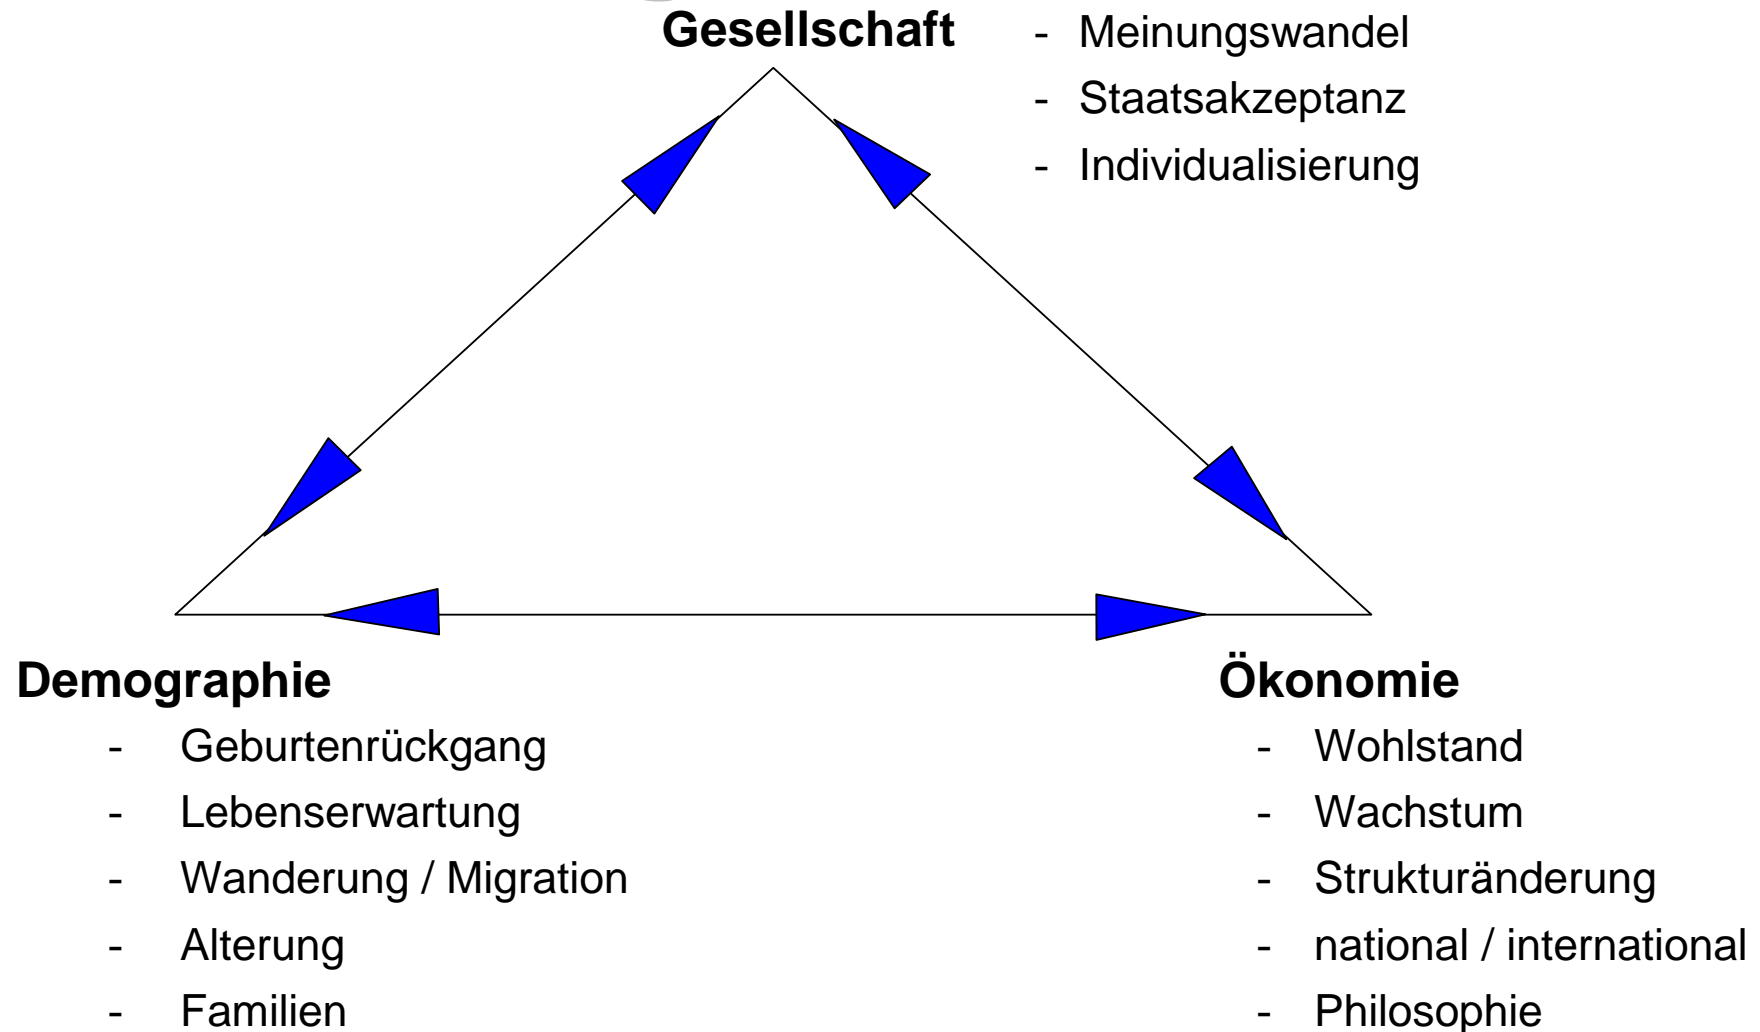 Gesellschaft
- Meinungswandel
- Staatsakzeptanz
- Individualisierung
Demographie
- Geburtenrückgang
- Lebenserwartung
- Wanderung / Migration
- Alterung
- Familien
Ökonomie
- Wohlstand
- Wachstum
- Strukturänderung
- national / international
- Philosophie